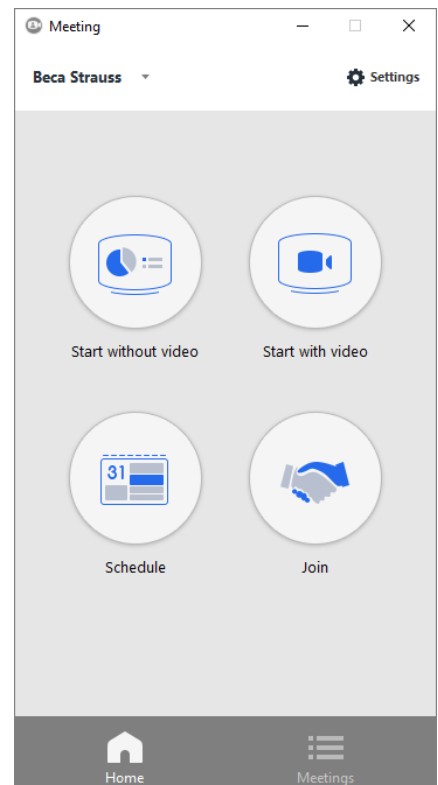 Meeting
Beca Strauss
Settings
Start without video
Start with video
31
Schedule
Join
Home
Meetings